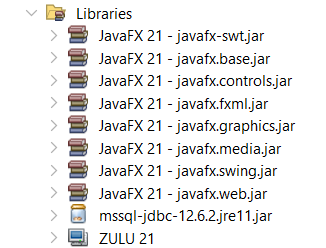 Libraries
JavaFX 21 - javafx-swt.jar
JavaFX 21 - javafx.base.jar
JavaFX 21 - javafx.controls.jar
JavaFX 21 - javafx.fxml.jar
JavaFX 21 - javafx.graphics.jar
JavaFX 21 - javafx.media.jar
JavaFX 21 - javafx.swing.jar
JavaFX 21 - javafx.web.jar
mssql-jdbc-12.6.2.jre11.jar
ZULU 21